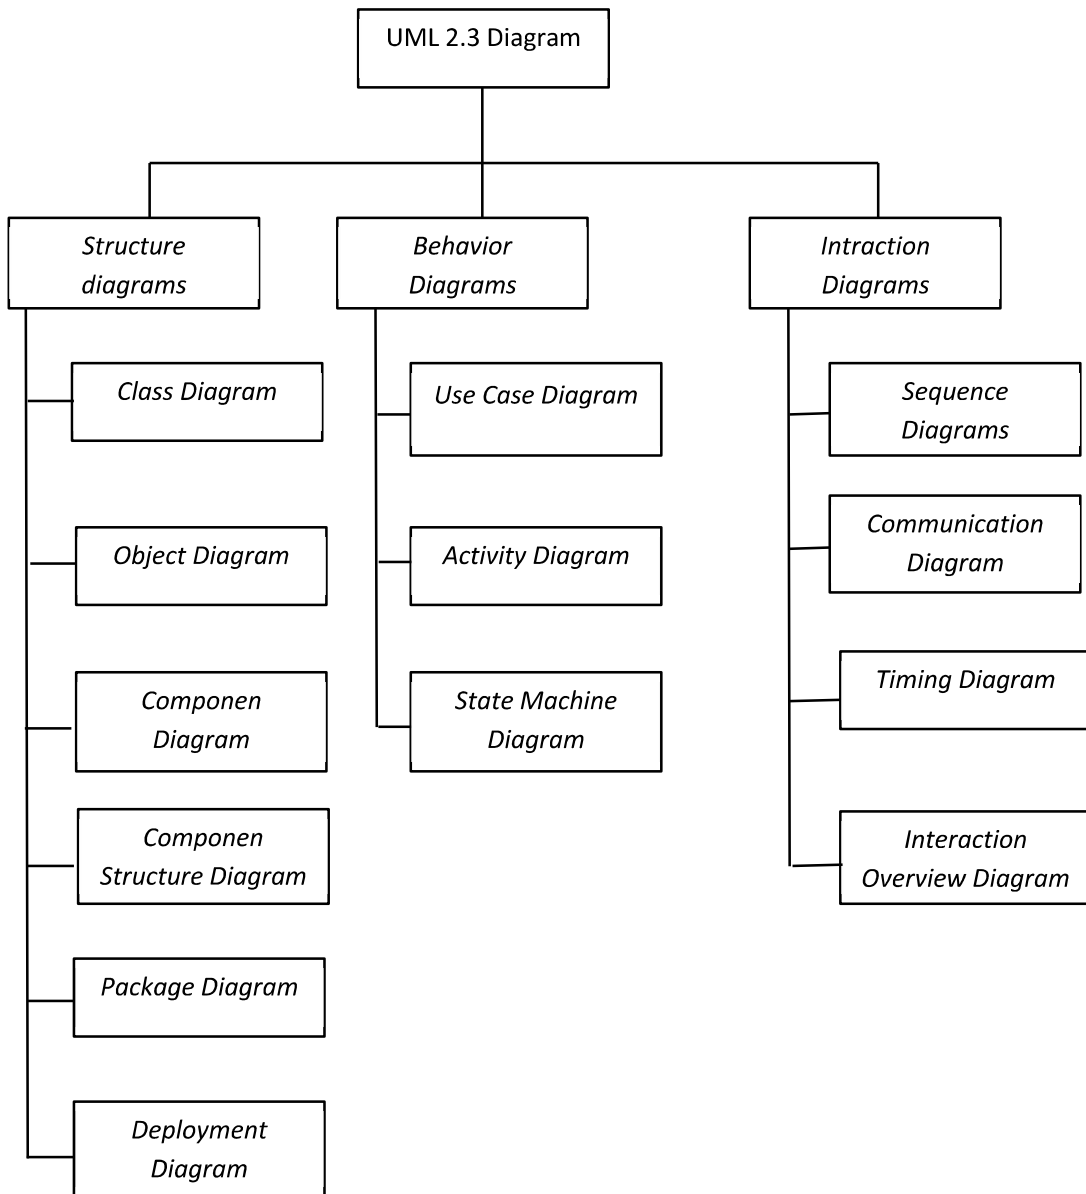 UML 2.3 Diagram
Structure
diagrams
Behavior
Diagrams
Intraction
Diagrams
Class Diagram
Object Diagram
Componen
Diagram
Componen
Structure Diagram
Package Diagram
Deployment
Diagram
Use Case Diagram
Activity Diagram
State Machine
Diagram
Sequence
Diagrams
Communication
Diagram
Timing Diagram
Interaction
Overview Diagram